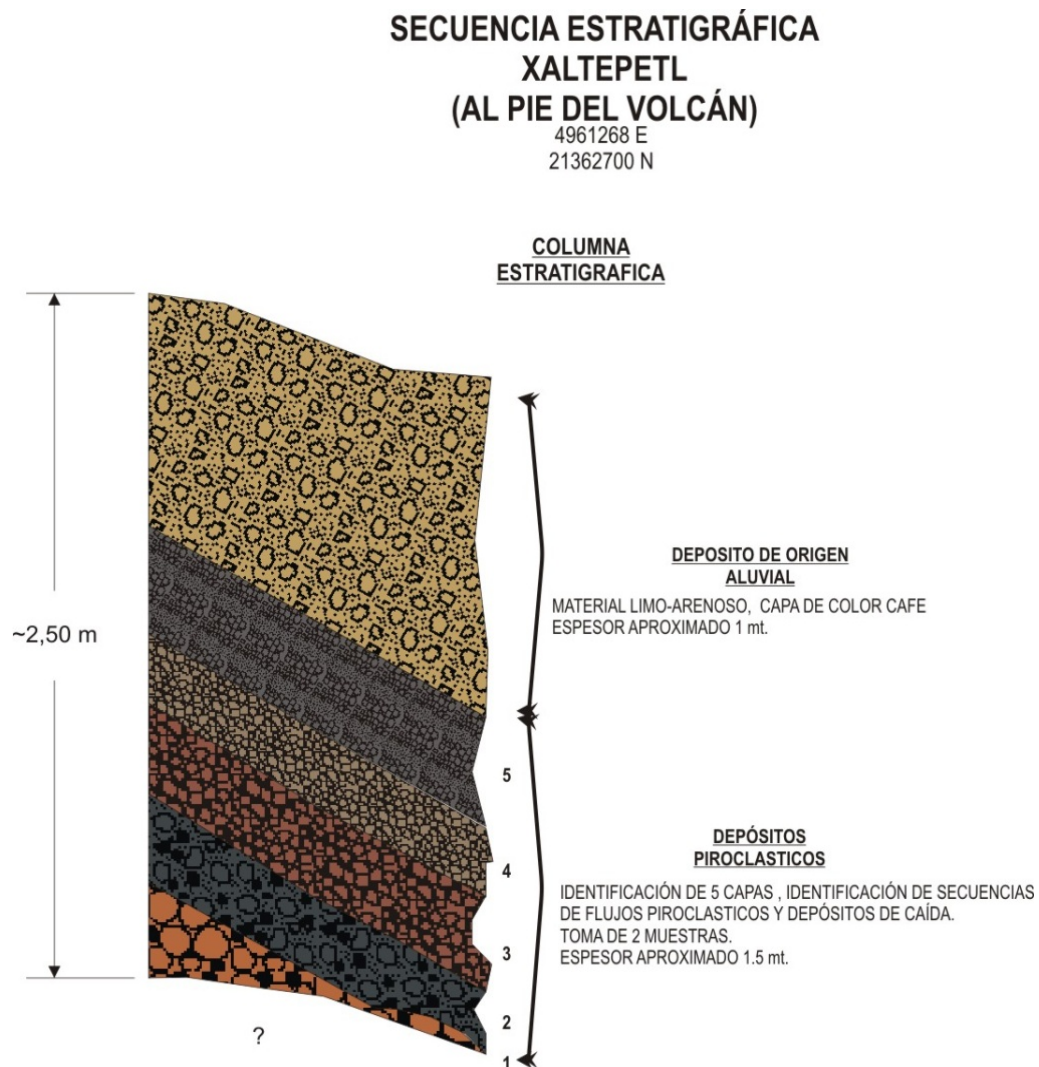 SECUENCIA ESTRATIGRÁFICA
XALTEPETL
(AL PIE DEL VOLCÁN)
4961268 E
21362700 N
COLUMNA
ESTRATIGRAFICA
~2,50 m
DEPOSITO DE ORIGEN
ALUVIAL
MATERIAL LIMO-ARENOSO, CAPA DE COLOR CAFE
ESPESOR APROXIMADO 1 mt.
5
4
3
2
1
DEPÓSITOS
PIROCLASTICOS
IDENTIFICACIÓN DE 5 CAPAS , IDENTIFICACIÓN DE SECUENCIAS
DE FLUJOS PIROCLASTICOS Y DEPÓSITOS DE CAÍDA.
TOMA DE 2 MUESTRAS.
ESPESOR APROXIMADO 1.5 mt.
?